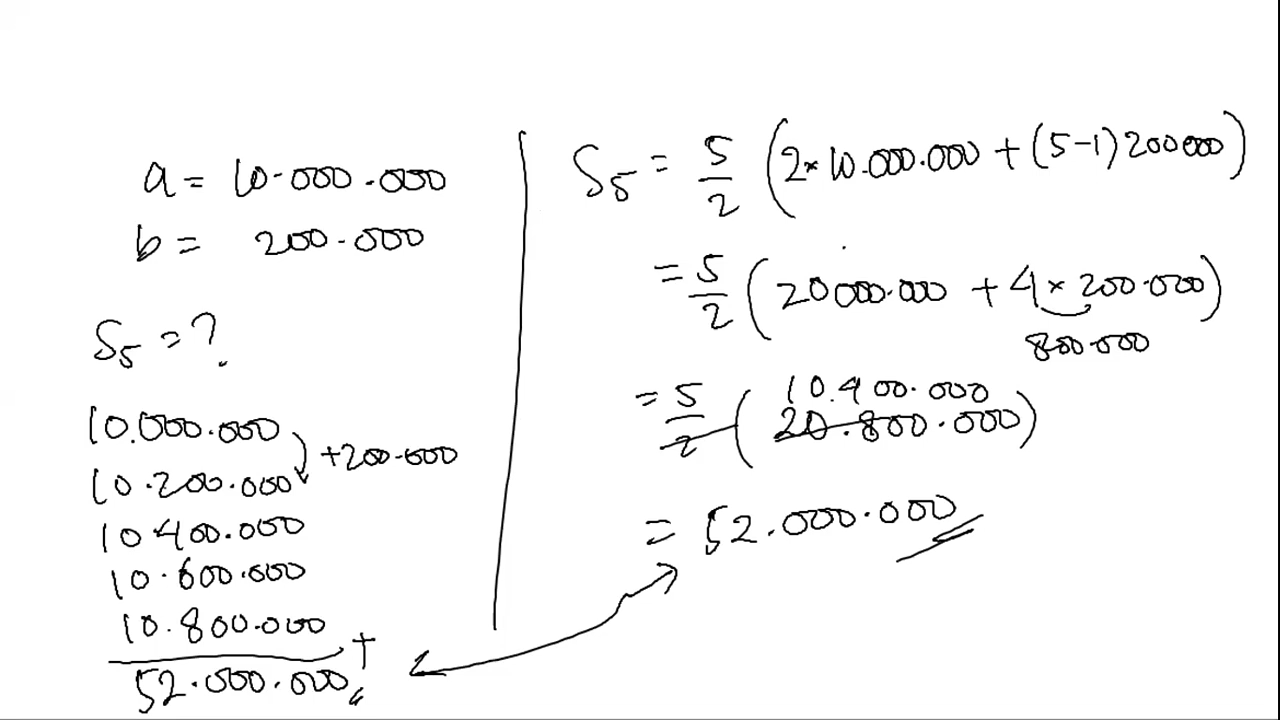 a = 10.000.000
b = 200.000
S5 = ?
10.000.000
10.200.000 +200.000
10.400.000
10.600.000
10.800.000 +
52.000.000
S5 = 5/2 (2×10.000.000 + (5-1) 200000)
= 5/2 (20000.000 + 4 × 200.000)
800.000
10.400.000
= 5/2 (20.800.000)
= 52.000.000